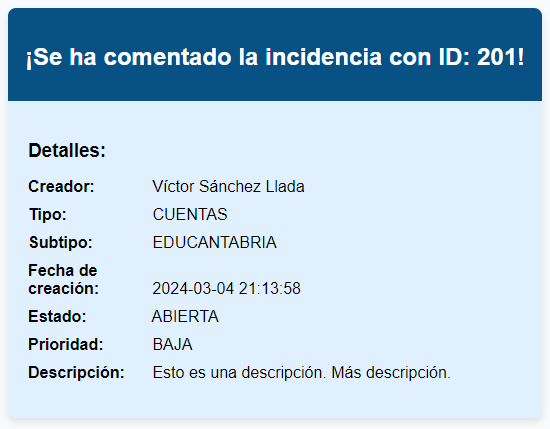 ¡Se ha comentado la incidencia con ID: 201!
Detalles:
Creador: Víctor Sánchez Llada
Tipo: CUENTAS
Subtipo: EDUCANTABRIA
Fecha de
creación: 2024-03-04 21:13:58
Estado: ABIERTA
Prioridad: BAJA
Descripción: Esto es una descripción. Más descripción.